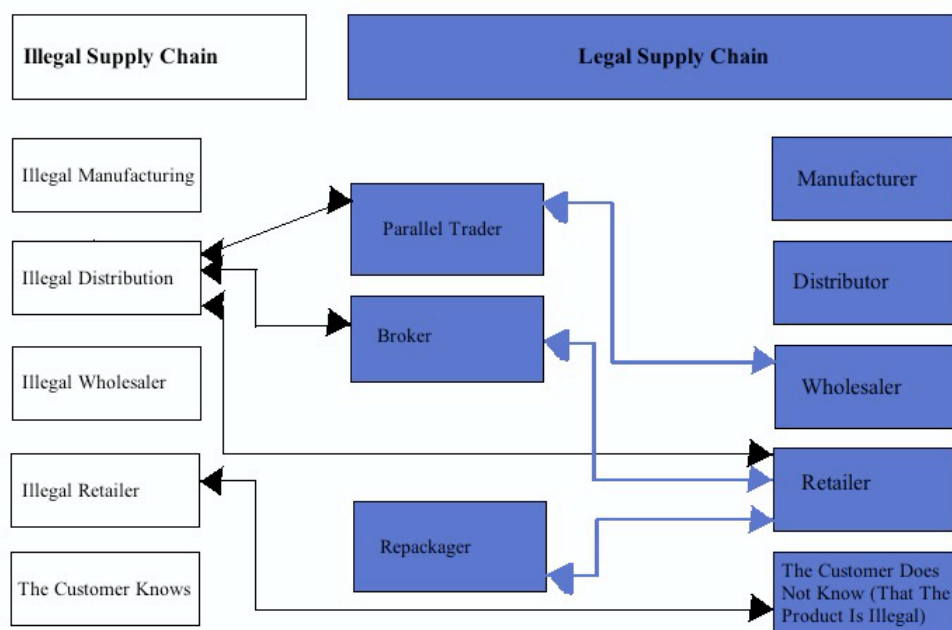 Illegal Supply Chain
Legal Supply Chain
Illegal Manufacturing
Manufacturer
Parallel Trader
Illegal Distribution
Distributor
Broker
Illegal Wholesaler
Wholesaler
Illegal Retailer
Retailer
Repackager
The Customer Knows
The Customer Does
Not Know (That The
Product Is Illegal)